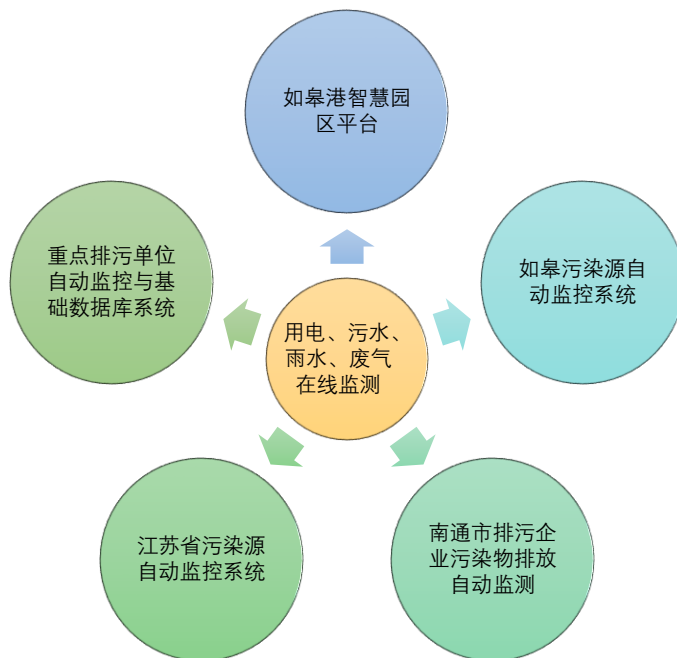 如皋港智慧园
区平台
重点排污单位
自动监控与基
础数据库系统
如皋污染源自
动监控系统
用电、污水、
雨水、废气
在线监测
江苏省污染源
自动监控系统
南通市排污企
业污染物排放
自动监测